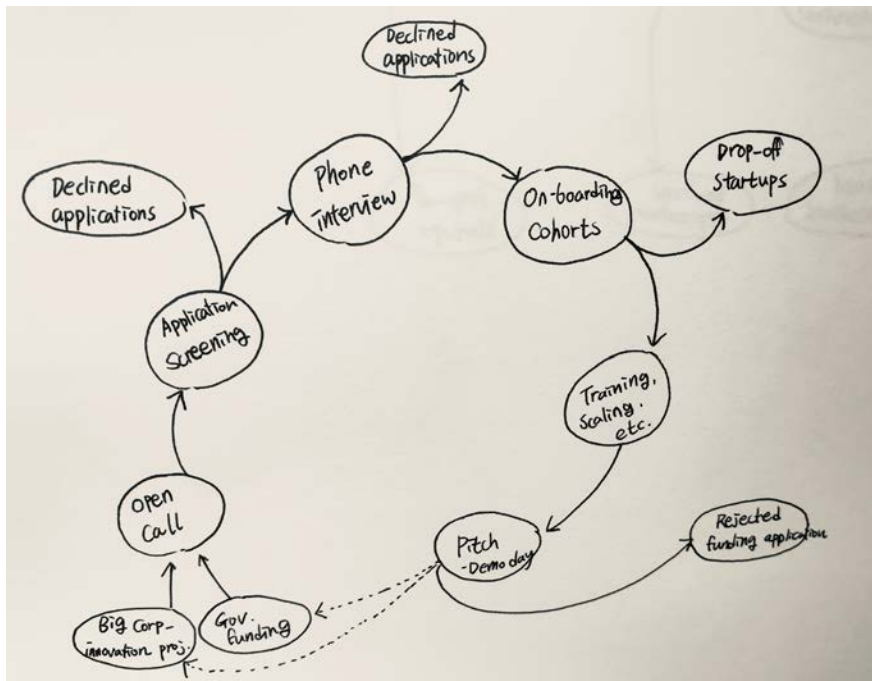 Declined
applications
Phone
interview
Drop-off
Startups
On-boarding
Cohorts
Declined
applications
Application
Screening
Training,
Scaling.
etc.
Open
Call
Pitch
-Demo day
Rejected
funding application
Big Corp-
innovation proj.
Gov.
funding